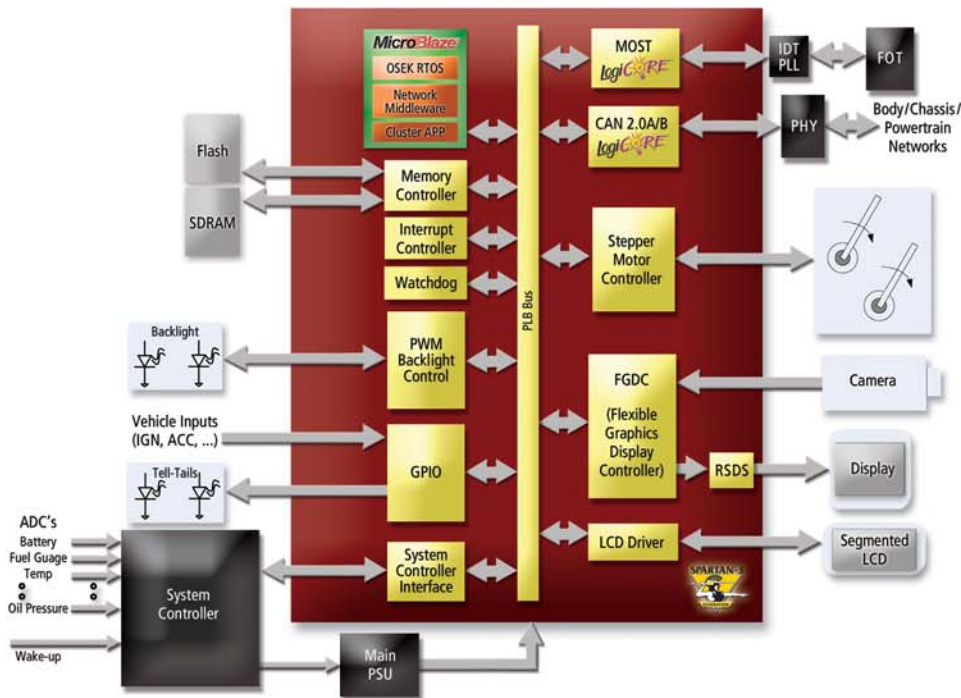 MicroBlaze
OSEK RTOS
Network
Middleware
Cluster APP
Flash
SDRAM
Memory
Controller
Interrupt
Controller
Watchdog
Backlight
PWM
Backlight
Control
Vehicle Inputs
(IGN, ACC, ...)
GPIO
Tell-Tails
ADC's
Battery
Fuel Guage
Temp
Oil Pressure
Wake-up
System
Controller
System
Controller
Interface
Main
PSU
PLB Bus
MOST
LogiCORE
CAN 2.0A/B
LogiCORE
IDT
PLL
FOT
PHY
Body/Chassis/
Powertrain
Networks
Stepper
Motor
Controller
FGDC
(Flexible
Graphics
Display
Controller)
Camera
RSDS
Display
LCD Driver
Segmented
LCD
SPARTAN-3